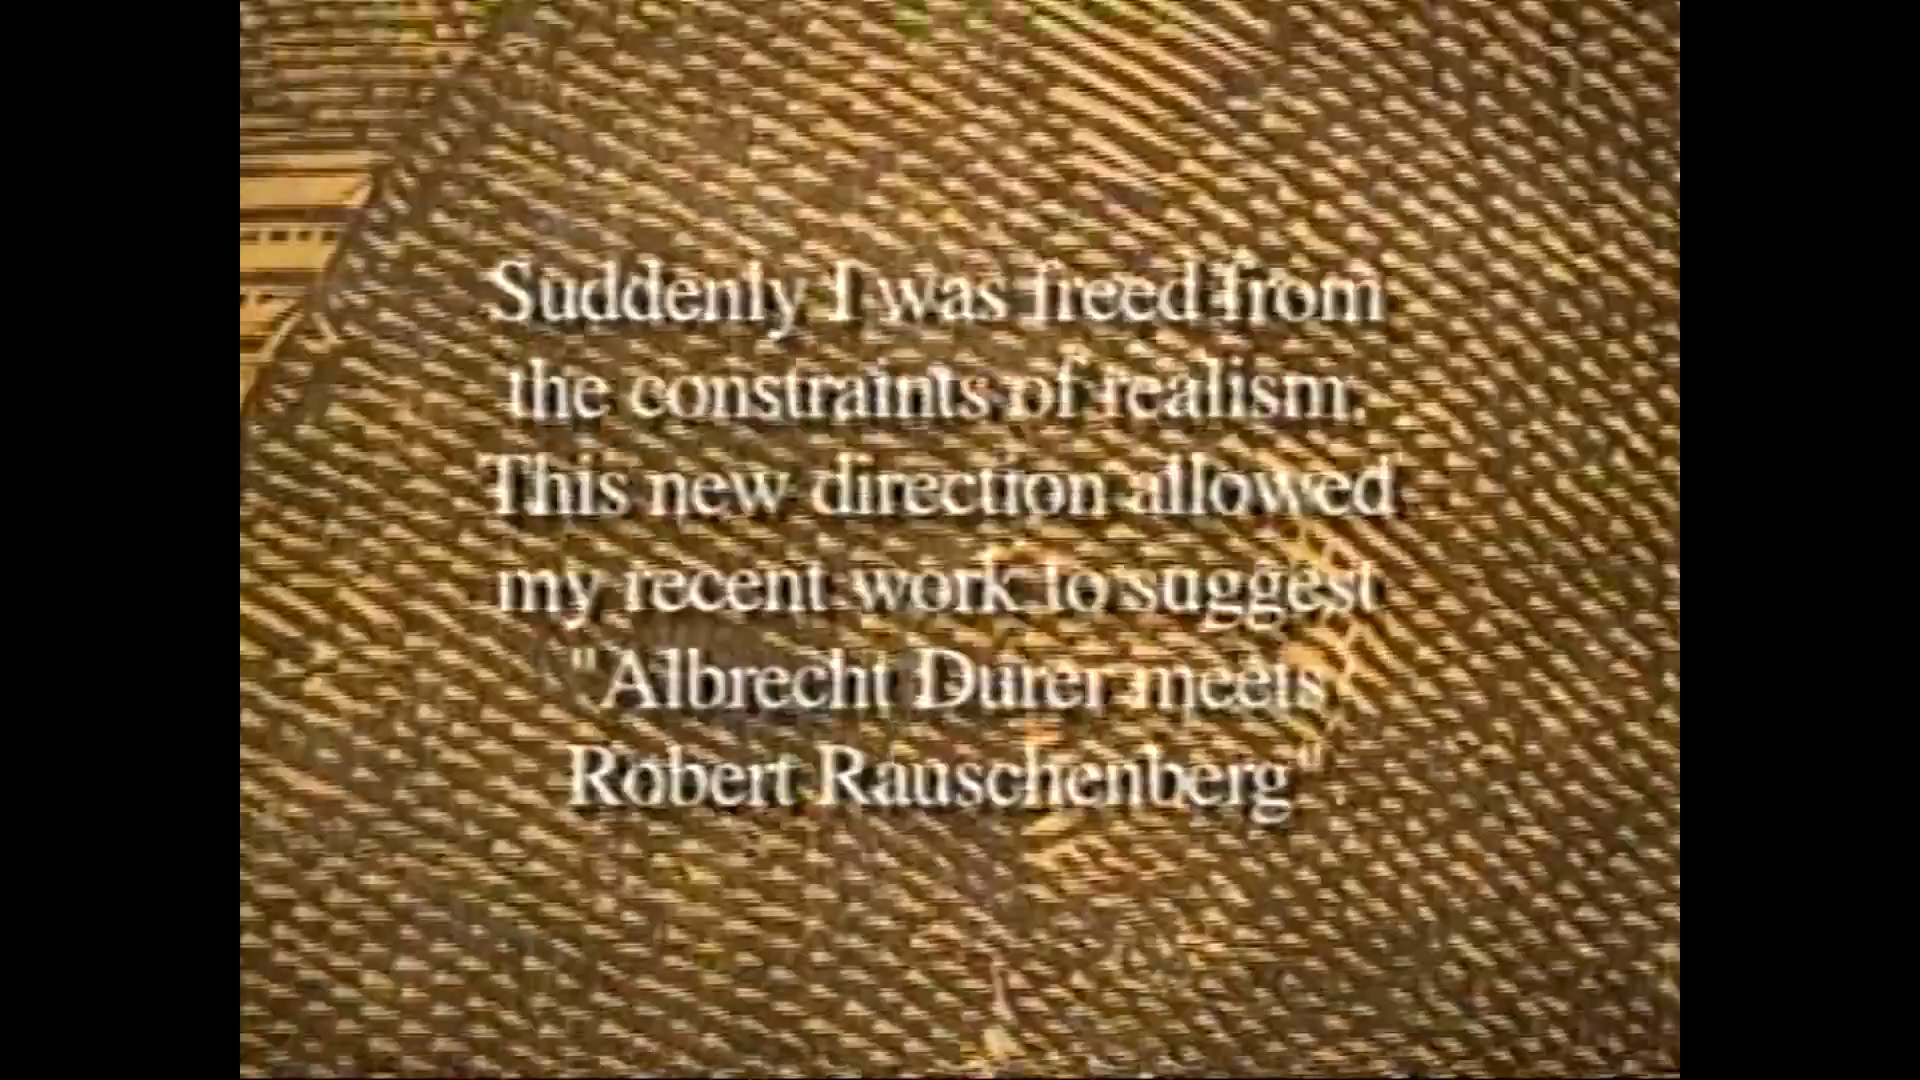 Suddenly I was freed from
the constraints of realism.
This new direction allowed
my recent work to suggest
"Albrecht Durer meets
Robert Rauschenberg"